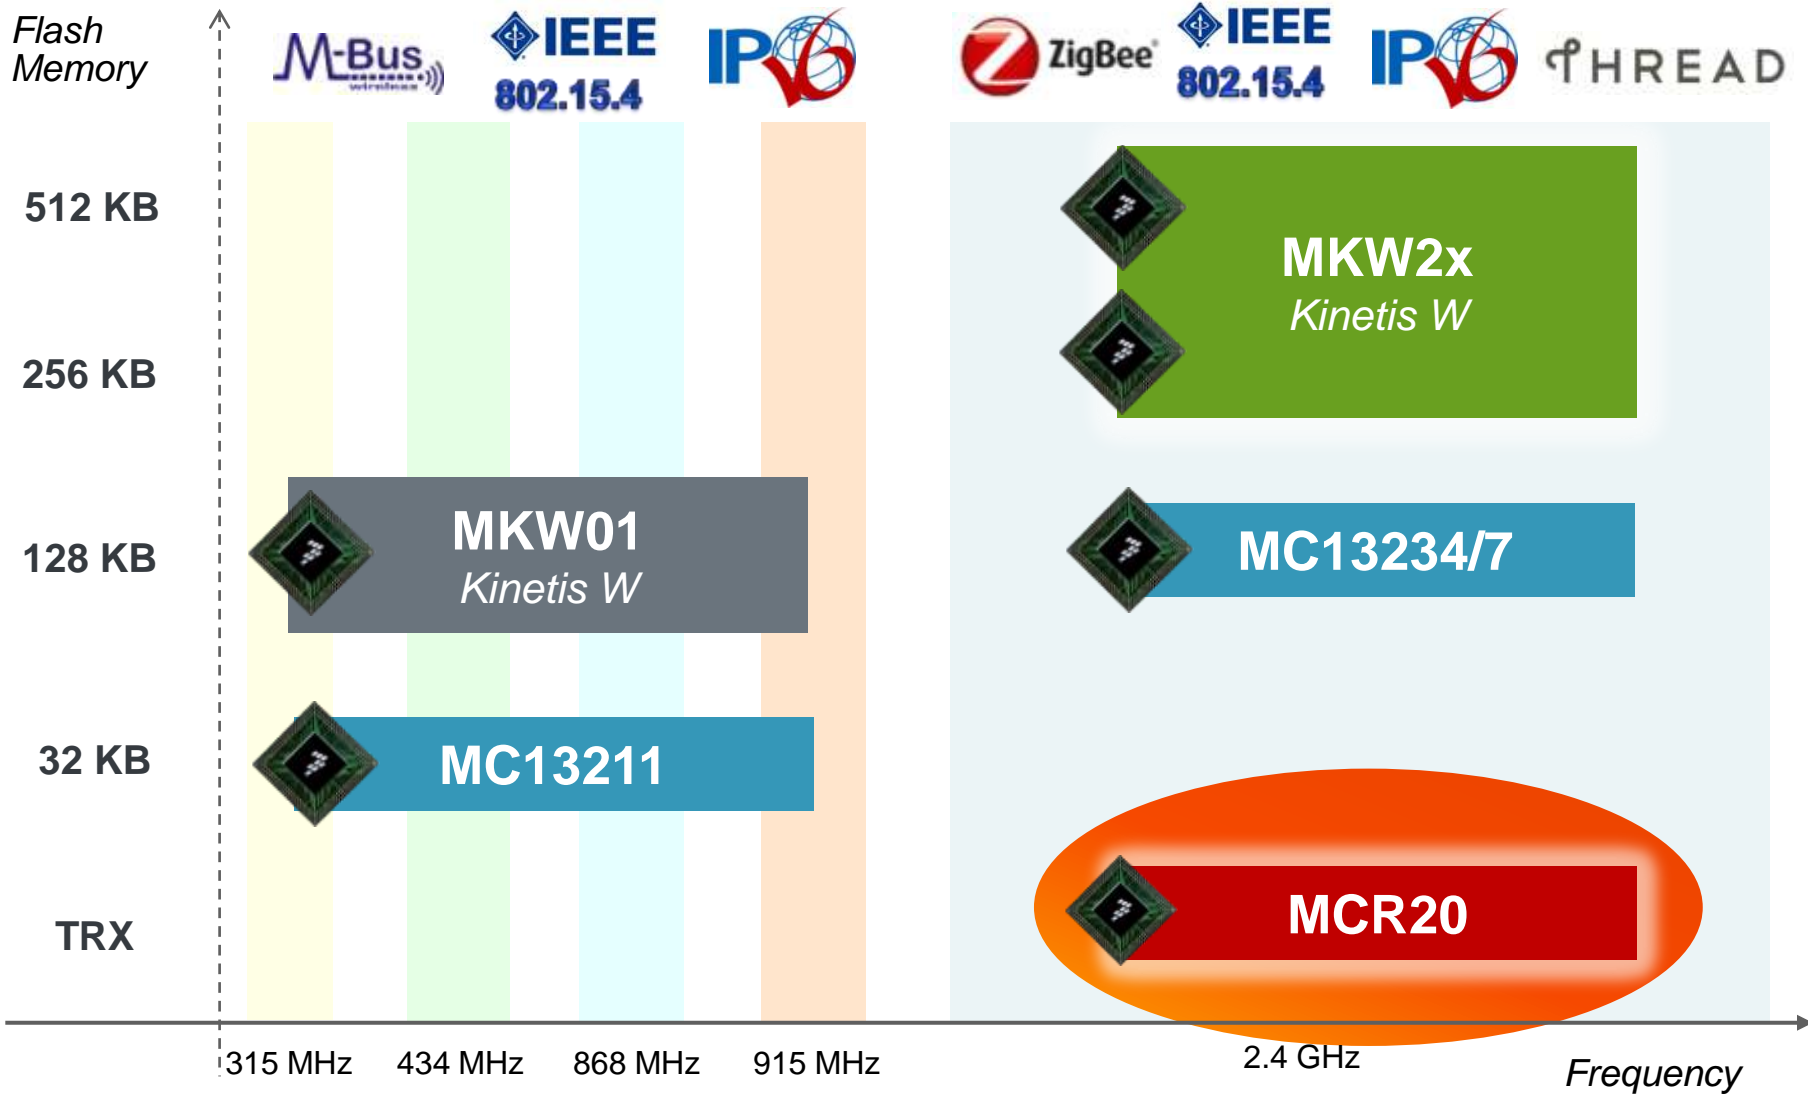 Flash
Memory
M-Bus
wireless
IEEE
802.15.4
IPv6
ZigBee
IEEE
802.15.4
IPv6
THREAD
512 KB
256 KB
128 KB
32 KB
TRX
MKW2x
Kinetis W
MKW01
Kinetis W
MC13234/7
MC13211
MCR20
315 MHz
434 MHz
868 MHz
915 MHz
2.4 GHz
Frequency